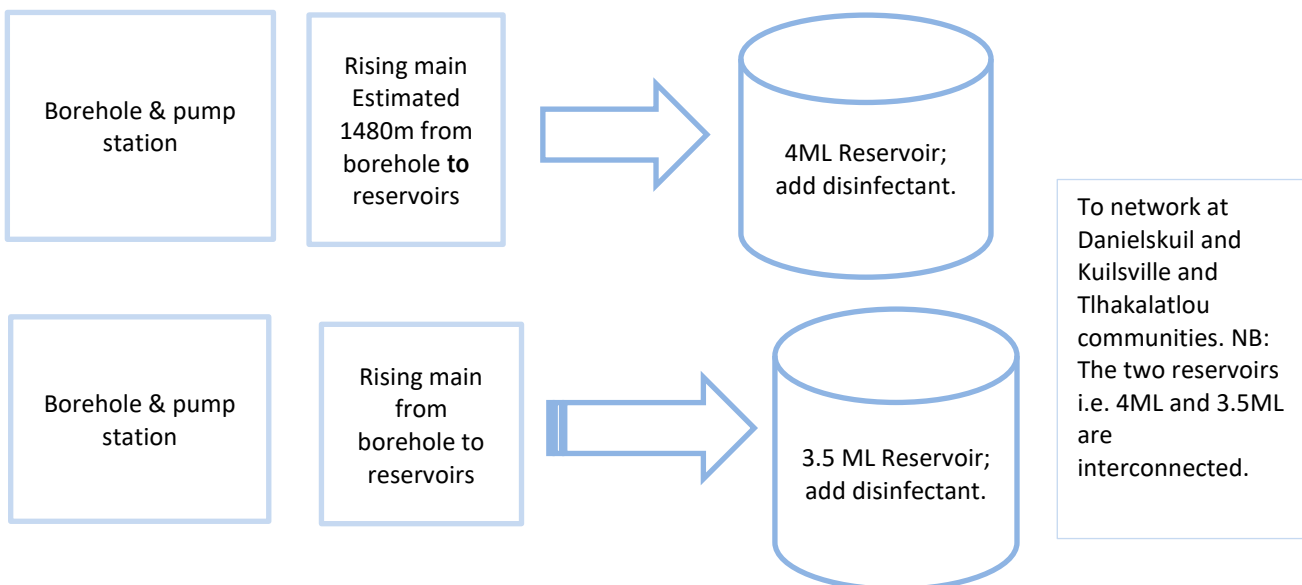 Borehole & pump
station
Rising main
Estimated
1480m from
borehole to
reservoirs
4ML Reservoir;
add disinfectant.
To network at
Danielskuil and
Kuilsville and
Tlhakalatlou
communities. NB:
The two reservoirs
i.e. 4ML and 3.5ML
are
interconnected.
Borehole & pump
station
Rising main
from
borehole to
reservoirs
3.5 ML Reservoir;
add disinfectant.